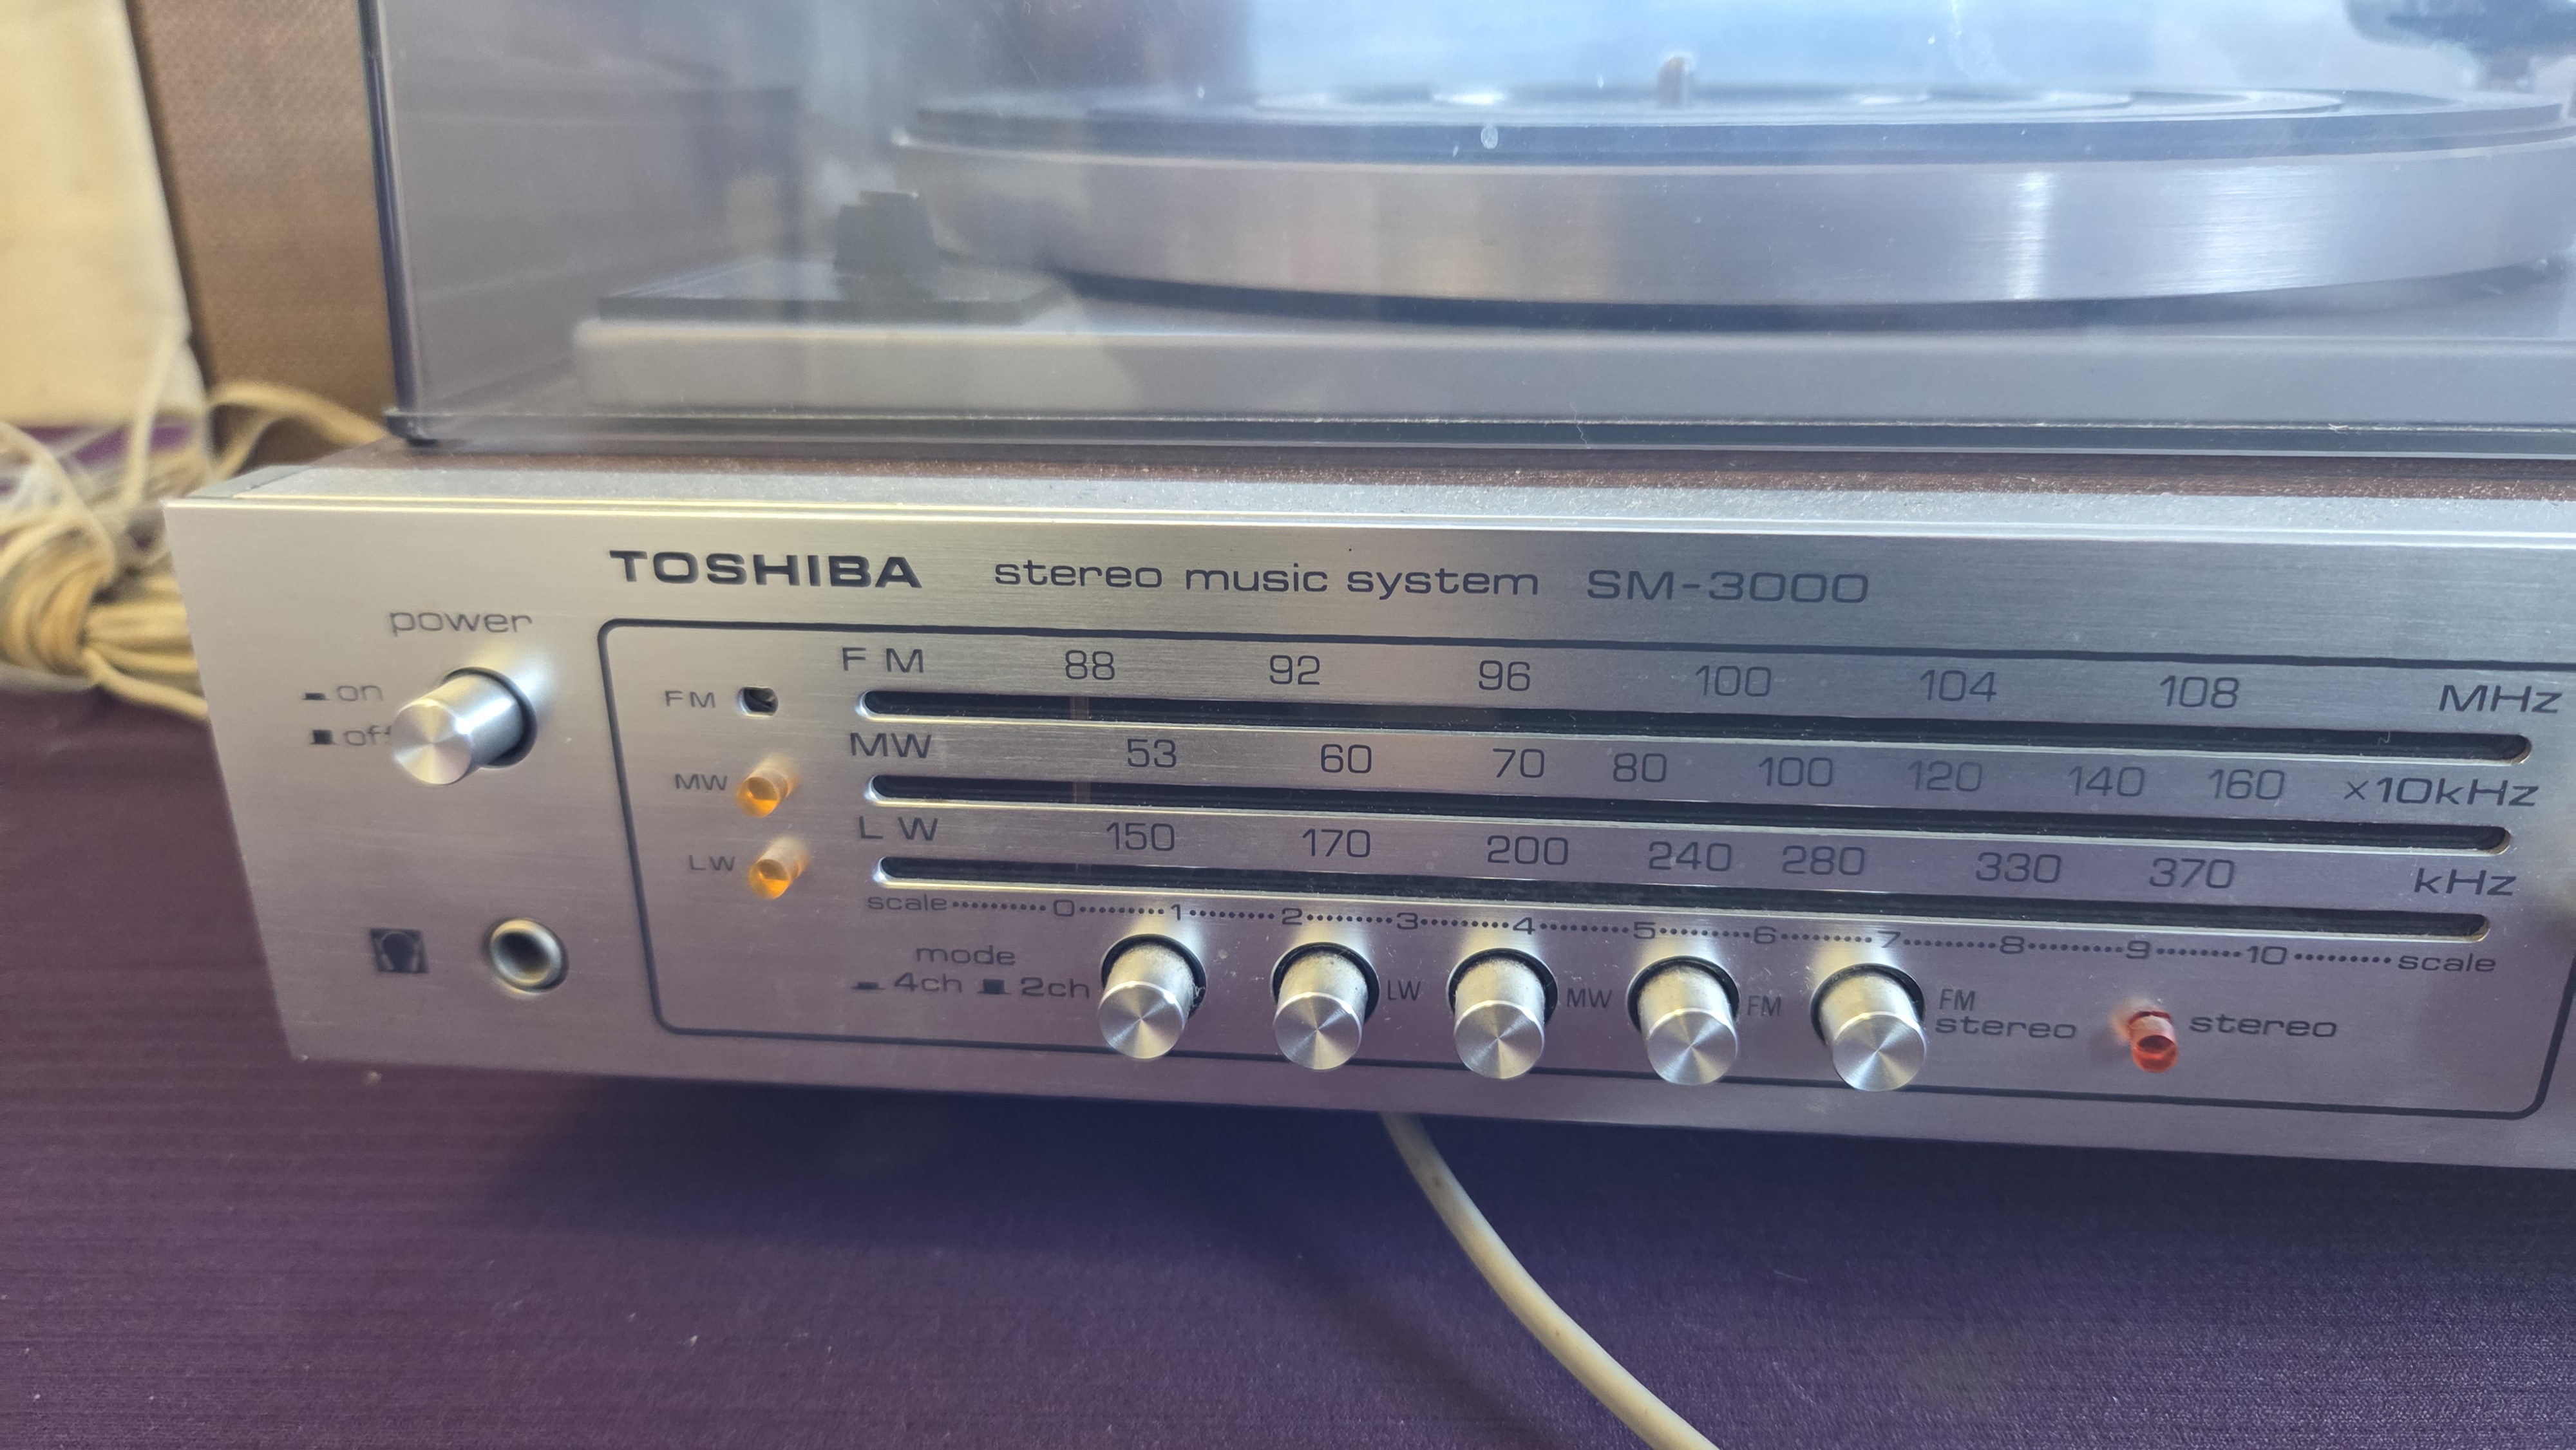 TOSHIBA stereo music system SM-3000
power
on
off
FM 88 92 96 100 104 108 MHz
FM
MW 53 60 70 80 100 120 140 160 ×10kHz
MW
LW 150 170 200 240 280 330 370 kHz
LW
scale 0 1 2 3 4 5 6 7 8 9 10 scale
mode
4ch 2ch LW MW FM FM stereo stereo